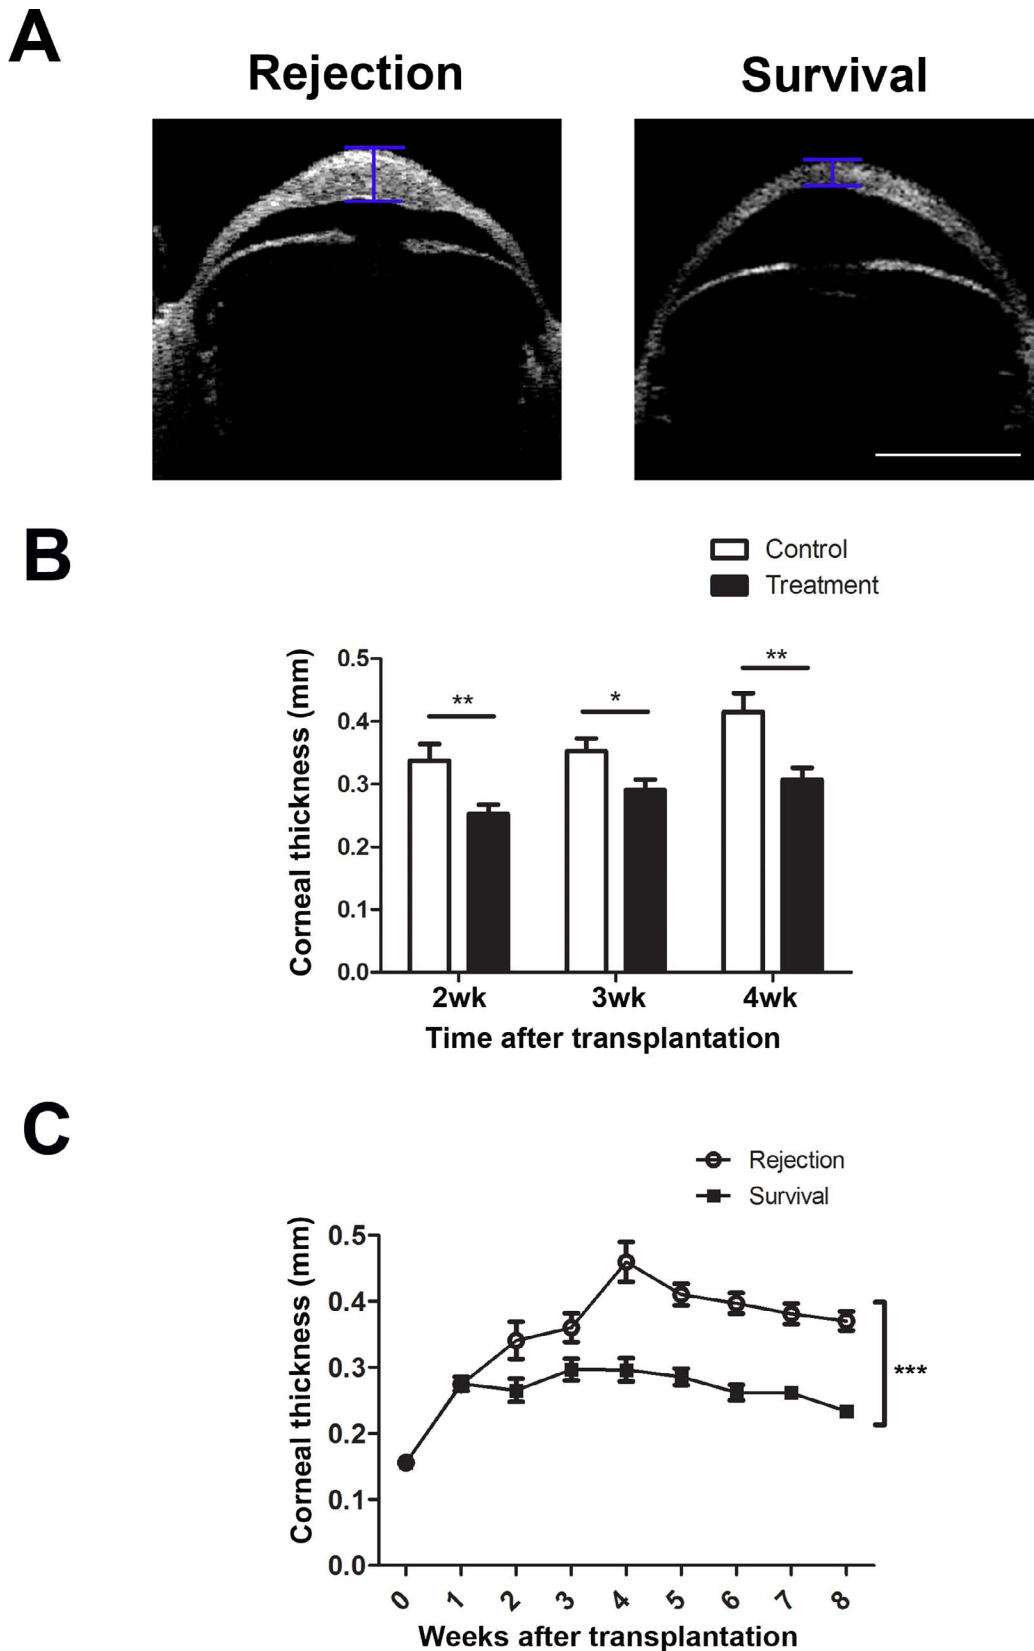 A
Rejection
Survival
B
Control
Treatment
Corneal thickness (mm)
0.5
0.4
0.3
0.2
0.1
0.0
**
*
**
2wk 3wk 4wk
Time after transplantation
C
Rejection
Survival
Corneal thickness (mm)
0.5
0.4
0.3
0.2
0.1
0.0
***
0 1 2 3 4 5 6 7 8
Weeks after transplantation